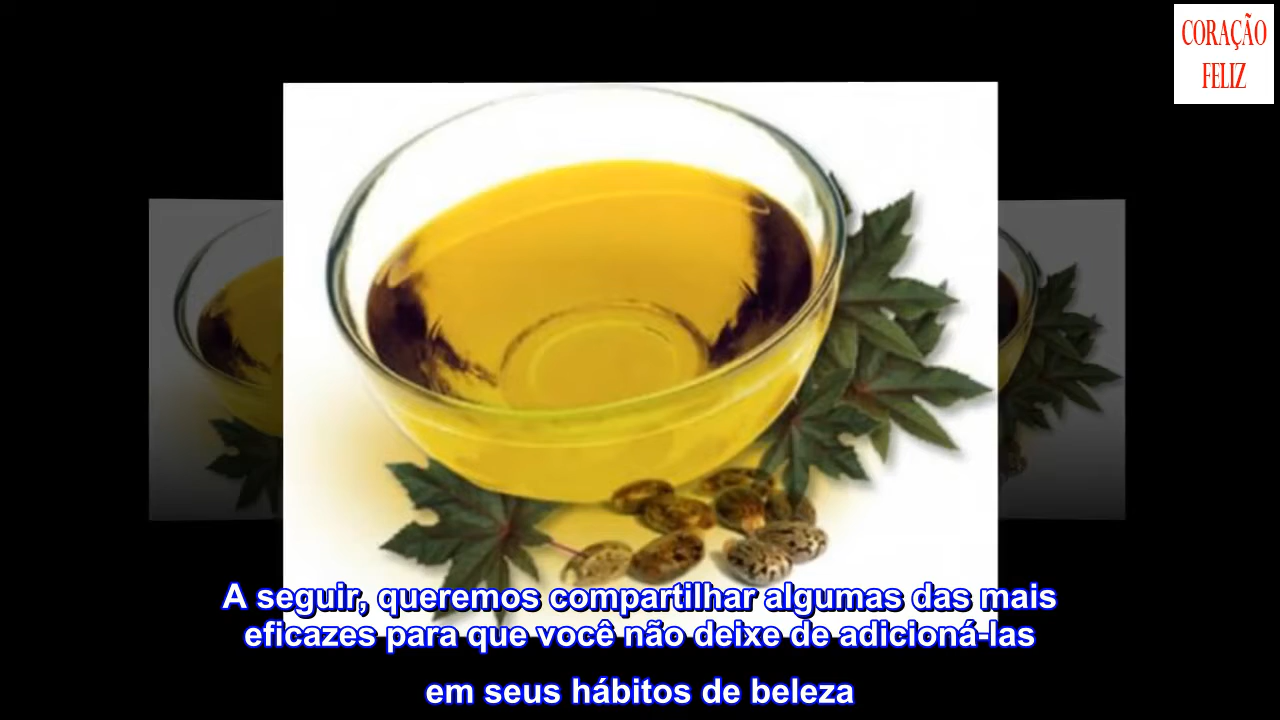 CORAÇÃO
FELIZ
A seguir, queremos compartilhar algumas das mais
eficazes para que você não deixe de adicioná-las
em seus hábitos de beleza